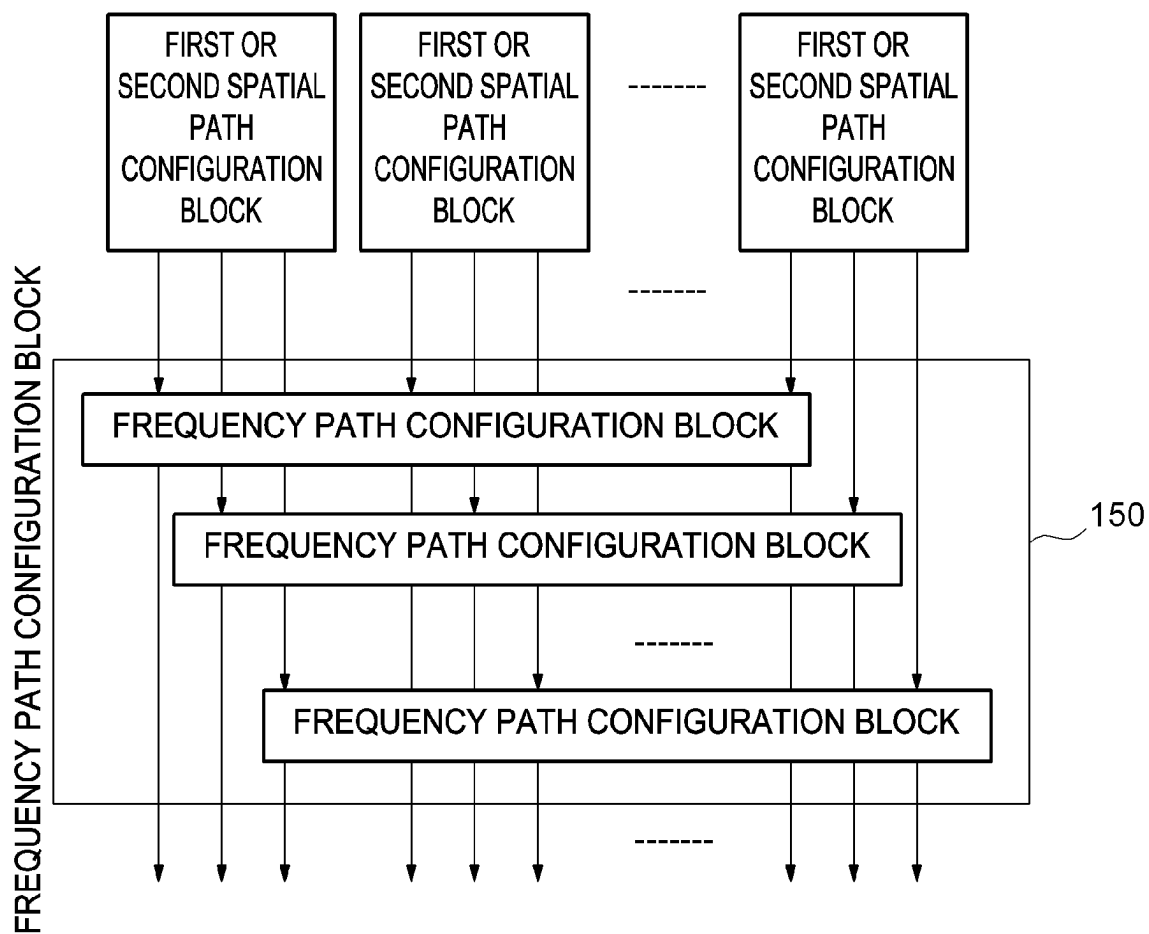 FIRST OR
SECOND SPATIAL
PATH
CONFIGURATION
BLOCK
FIRST OR
SECOND SPATIAL
PATH
CONFIGURATION
BLOCK
FIRST OR
SECOND SPATIAL
PATH
CONFIGURATION
BLOCK
FREQUENCY PATH CONFIGURATION BLOCK
FREQUENCY PATH CONFIGURATION BLOCK
FREQUENCY PATH CONFIGURATION BLOCK
FREQUENCY PATH CONFIGURATION BLOCK
150